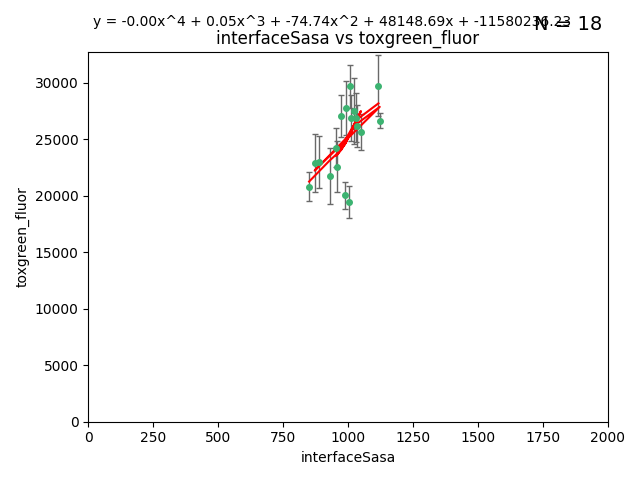 y = -0.00x^4 + 0.05x^3 + -74.74x^2 + 48148.69x + -11580236.23
N = 18
interfaceSasa vs toxgreen_fluor
30000
25000
20000
15000
10000
5000
0
toxgreen_fluor
0 250 500 750 1000 1250 1500 1750 2000
interfaceSasa